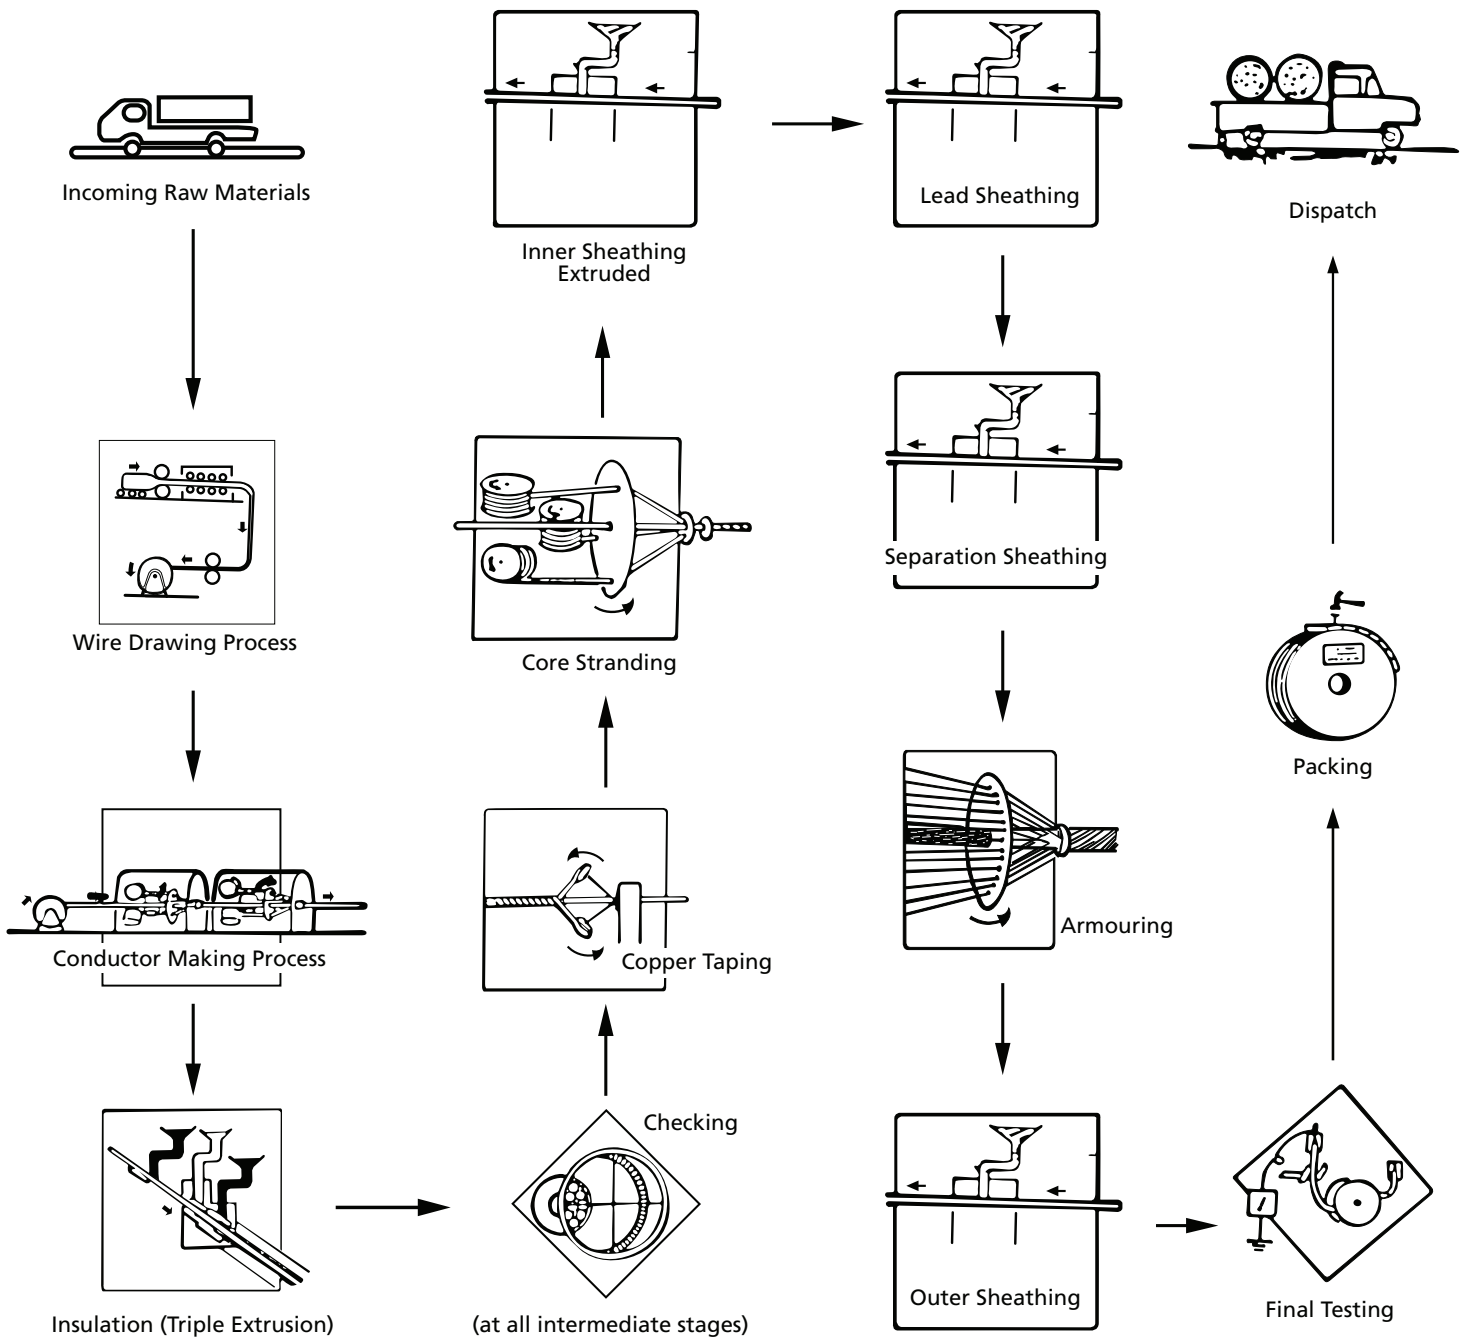 Incoming Raw Materials
Wire Drawing Process
Conductor Making Process
Insulation (Triple Extrusion)
Checking
(at all intermediate stages)
Copper Taping
Core Stranding
Inner Sheathing
Extruded
Lead Sheathing
Separation Sheathing
Armouring
Outer Sheathing
Final Testing
Packing
Dispatch